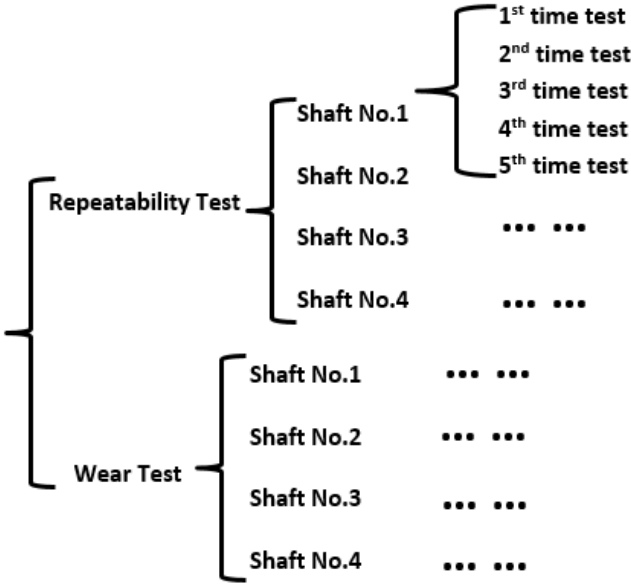 1st time test
2nd time test
3rd time test
4th time test
5th time test
Shaft No.1
Shaft No.2
Repeatability Test
Shaft No.3
... ...
Shaft No.4
... ...
Shaft No.1
... ...
Shaft No.2
... ...
Wear Test
Shaft No.3
... ...
Shaft No.4
... ...